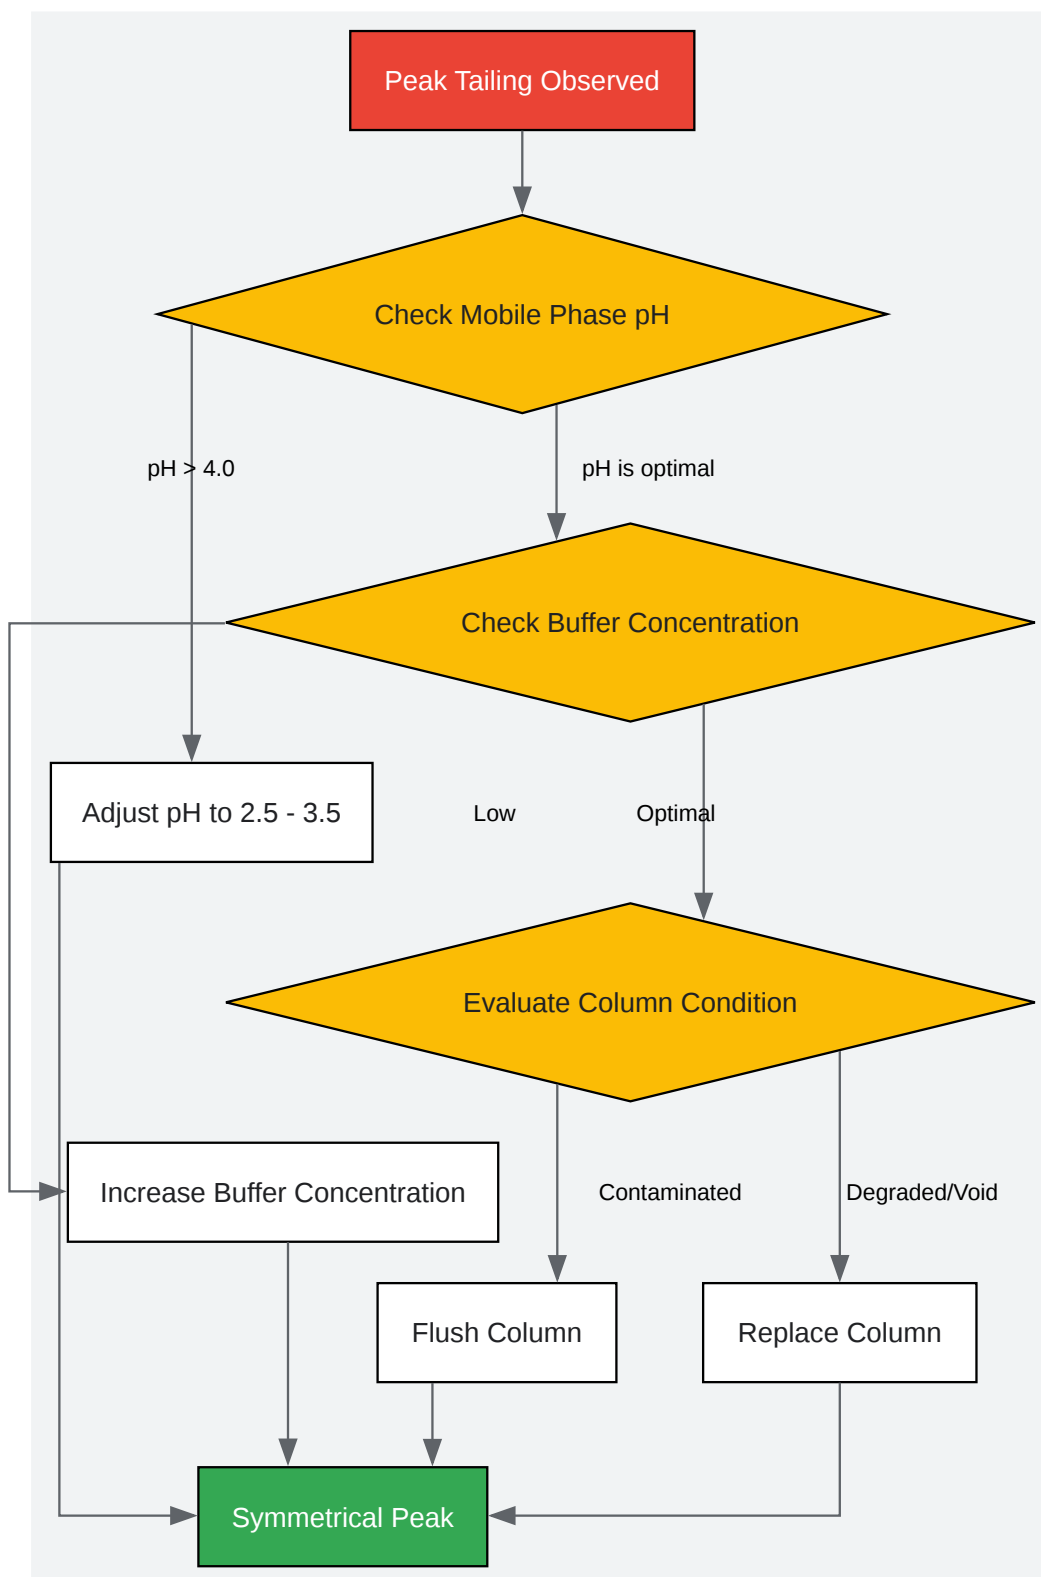 Peak Tailing Observed
Check Mobile Phase pH
pH > 4.0
pH is optimal
Check Buffer Concentration
Adjust pH to 2.5 - 3.5
Low
Optimal
Evaluate Column Condition
Increase Buffer Concentration
Contaminated
Degraded/Void
Flush Column
Replace Column
Symmetrical Peak